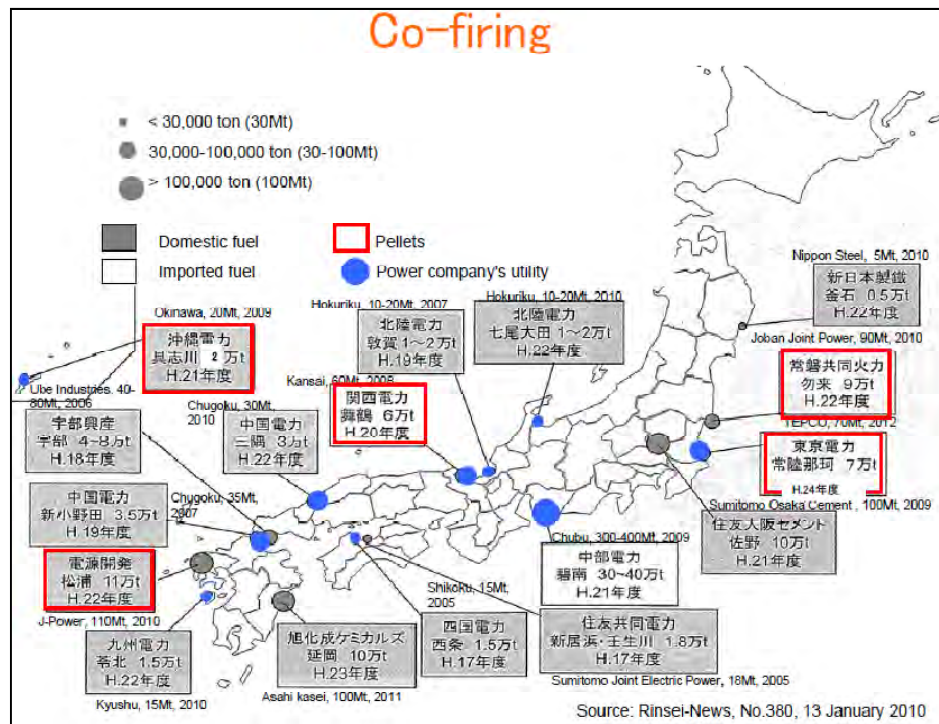 Co-firing
< 30,000 ton (30Mt)
30,000-100,000 ton (30-100Mt)
> 100,000 ton (100Mt)
Domestic fuel
Pellets
Imported fuel
Power company's utility
Nippon Steel, 5Mt, 2010
新日本製鐵
釜石 0.5万t
H.22年度
Okinawa, 20Mt, 2009
沖縄電力
具志川 2万t
H.21年度
Hokuriku, 10-20Mt, 2007
北陸電力
敦賀 1~2万t
H.19年度
Hokuriku, 10-20Mt, 2010
北陸電力
七尾大田 1~2万t
H.22年度
Joban Joint Power, 90Mt, 2010
常磐共同火力
勿来 9万t
H.22年度
Ube Industries. 40-
80Mt, 2006
宇部興産
宇部 4~8万t
H.18年度
Chugoku, 30Mt,
2010
中国電力
三隅 3万t
H.22年度
Kansai, 60Mt, 2008
関西電力
舞鶴 6万t
H.20年度
TEPCO, 70Mt, 2012
東京電力
常陸那珂 7万t
H.24年度
Chugoku, 35Mt,
2007
中国電力
新小野田 3.5万t
H.19年度
Sumitomo Osaka Cement, 100Mt, 2009
住友大阪セメント
佐野 10万t
H.21年度
Chubu, 300-400Mt, 2009
中部電力
碧南 30~40万t
H.21年度
電源開発
松浦 11万t
H.22年度
J-Power, 110Mt, 2010
九州電力
苓北 1.5万t
H.22年度
Kyushu, 15Mt, 2010
旭化成ケミカルズ
延岡 10万t
H.23年度
Asahi kasei, 100Mt, 2011
Shikoku, 15Mt,
2005
四国電力
西条 1.5万t
H.17年度
住友共同電力
新居浜・壬生川 1.8万t
H.17年度
Sumitomo Joint Electric Power, 18Mt, 2005
Source: Rinsei-News, No.380, 13 January 2010